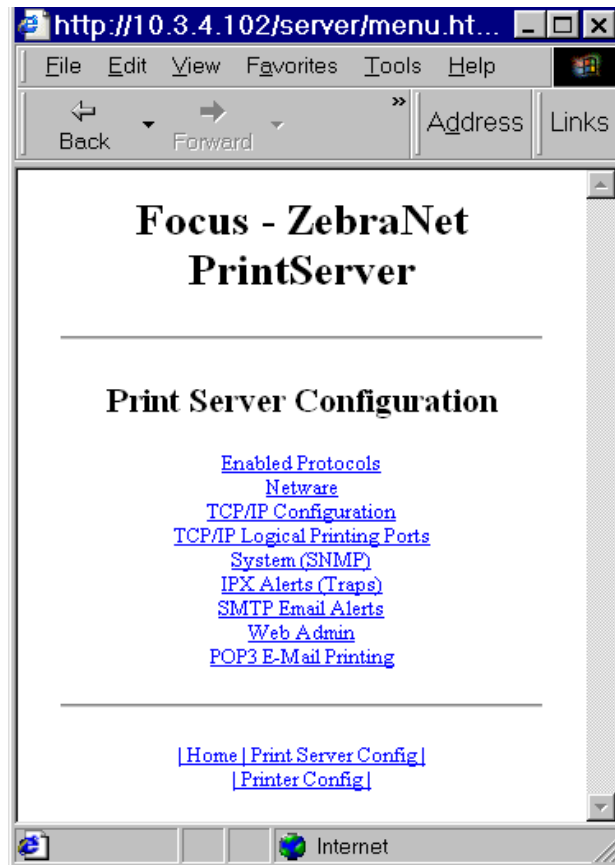 http://10.3.4.102/server/menu.ht...
File Edit View Favorites Tools Help
Back Forward » Address Links
Focus - ZebraNet
PrintServer
Print Server Configuration
Enabled Protocols
Netware
TCP/IP Configuration
TCP/IP Logical Printing Ports
System (SNMP)
IPX Alerts (Traps)
SMTP Email Alerts
Web Admin
POP3 E-Mail Printing
| Home | Print Server Config |
| Printer Config |
Internet